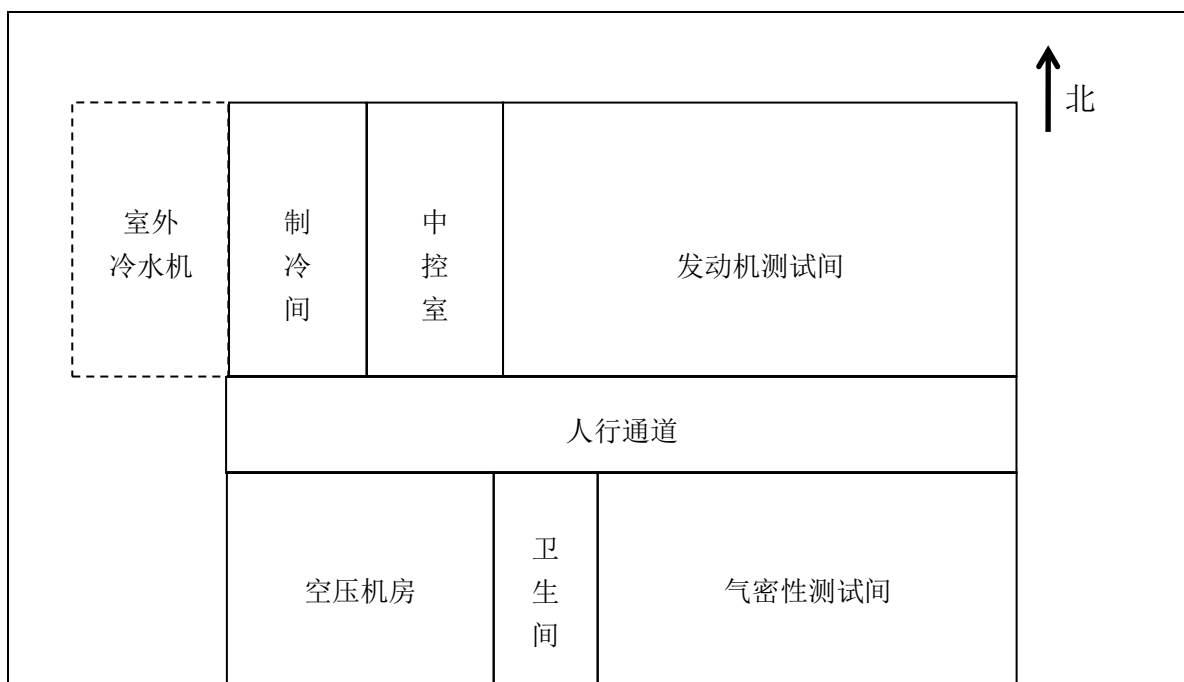 北
室外
冷水机
制
冷
间
中
控
室
发动机测试间
人行通道
空压机房
卫
生
间
气密性测试间